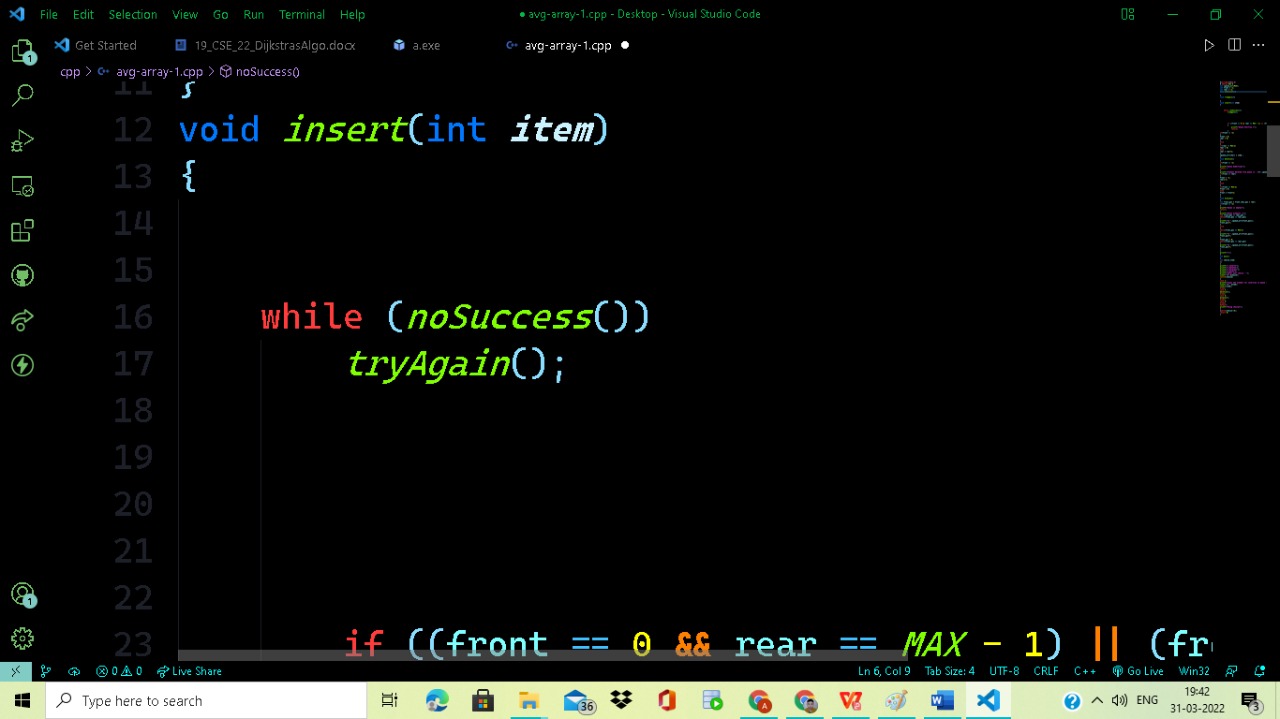 File Edit Selection View Go Run Terminal Help ● avg-array-1.cpp - Desktop - Visual Studio Code
Get Started 19_CSE_22_DijkstrasAlgo.docx a.exe avg-array-1.cpp
cpp > avg-array-1.cpp > noSuccess()
11 }
12 void insert(int item)
13 {
14
15
16 while (noSuccess())
17 tryAgain();
18
19
20
21
22
23 if ((front == 0 && rear == MAX - 1) || (fr
0 0 Live Share Ln 6, Col 9 Tab Size: 4 UTF-8 CRLF C++ Go Live Win32
Type here to search 36 ENG 9:42
31-03-2022 3